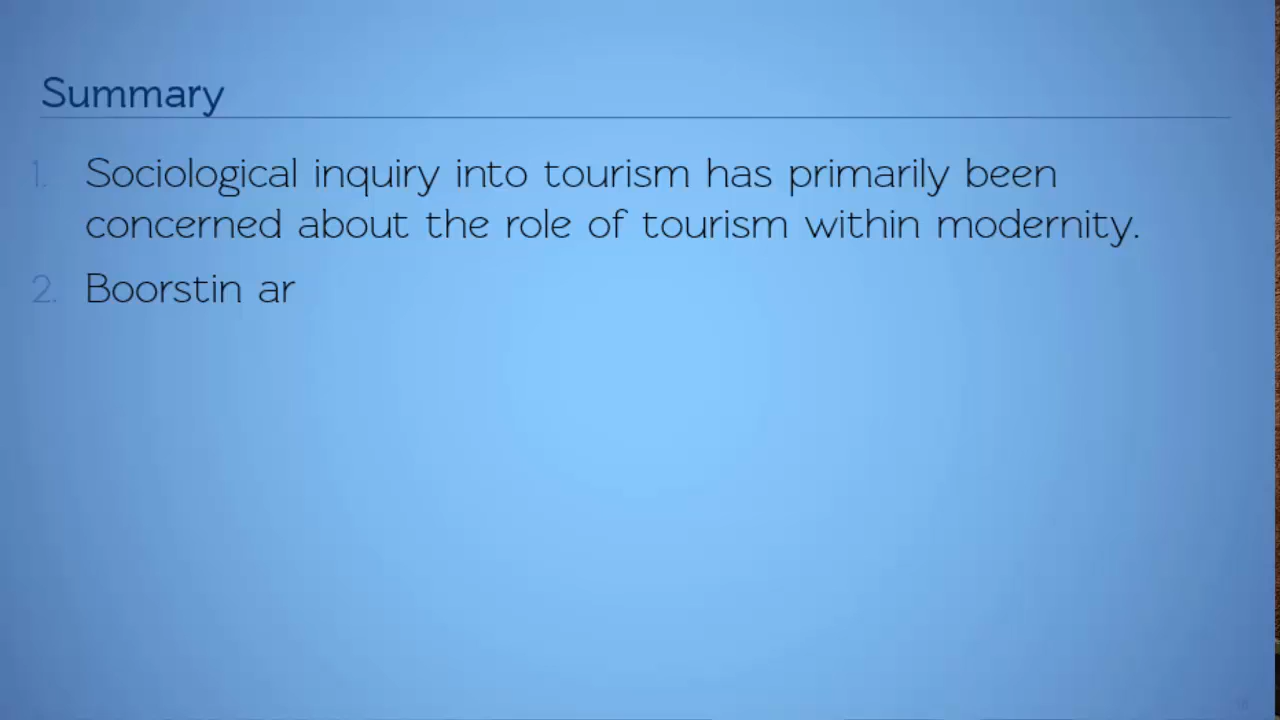 Summary
1. Sociological inquiry into tourism has primarily been
concerned about the role of tourism within modernity.
2. Boorstin ar